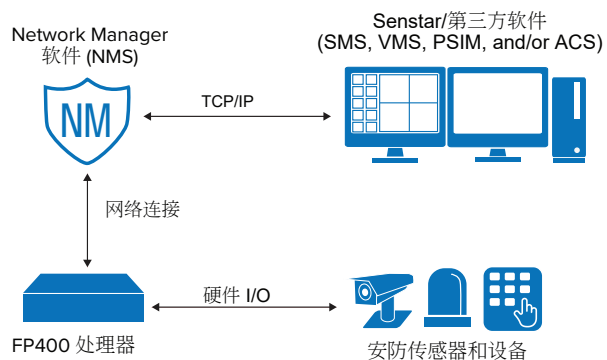 Network Manager
软件 (NMS)
Senstar/第三方软件
(SMS, VMS, PSIM, and/or ACS)
NM
TCP/IP
网络连接
硬件 I/O
FP400 处理器
安防传感器和设备